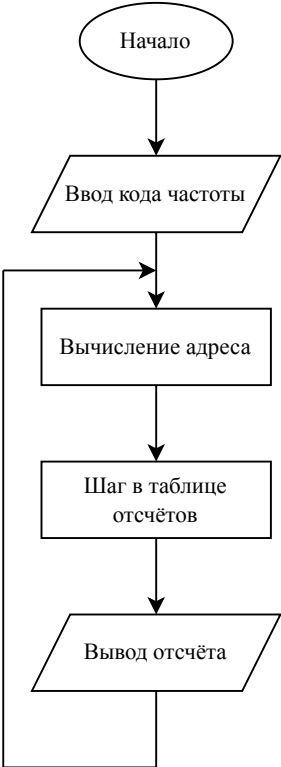 Начало
Ввод кода частоты
Вычисление адреса
Шаг в таблице
отсчётов
Вывод отсчёта